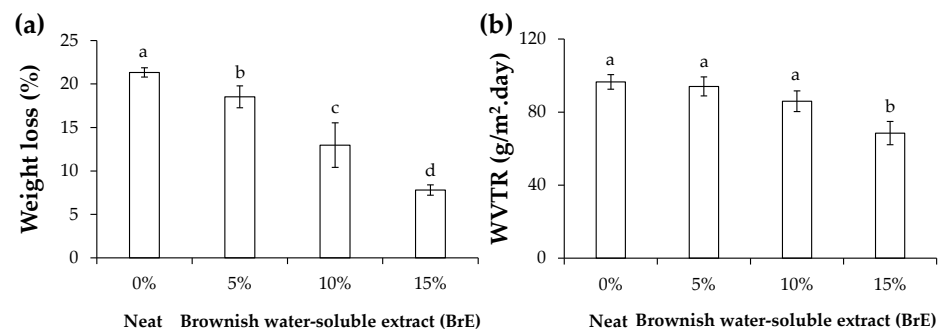 (a)
Weight loss (%)
25
20
15
10
5
0
a
b
c
d
0%
5%
10%
15%
Neat
Brownish water-soluble extract (BrE)
(b)
WVTR (g/m².day)
120
80
40
0
a
a
a
b
0%
5%
10%
15%
Neat
Brownish water-soluble extract (BrE)